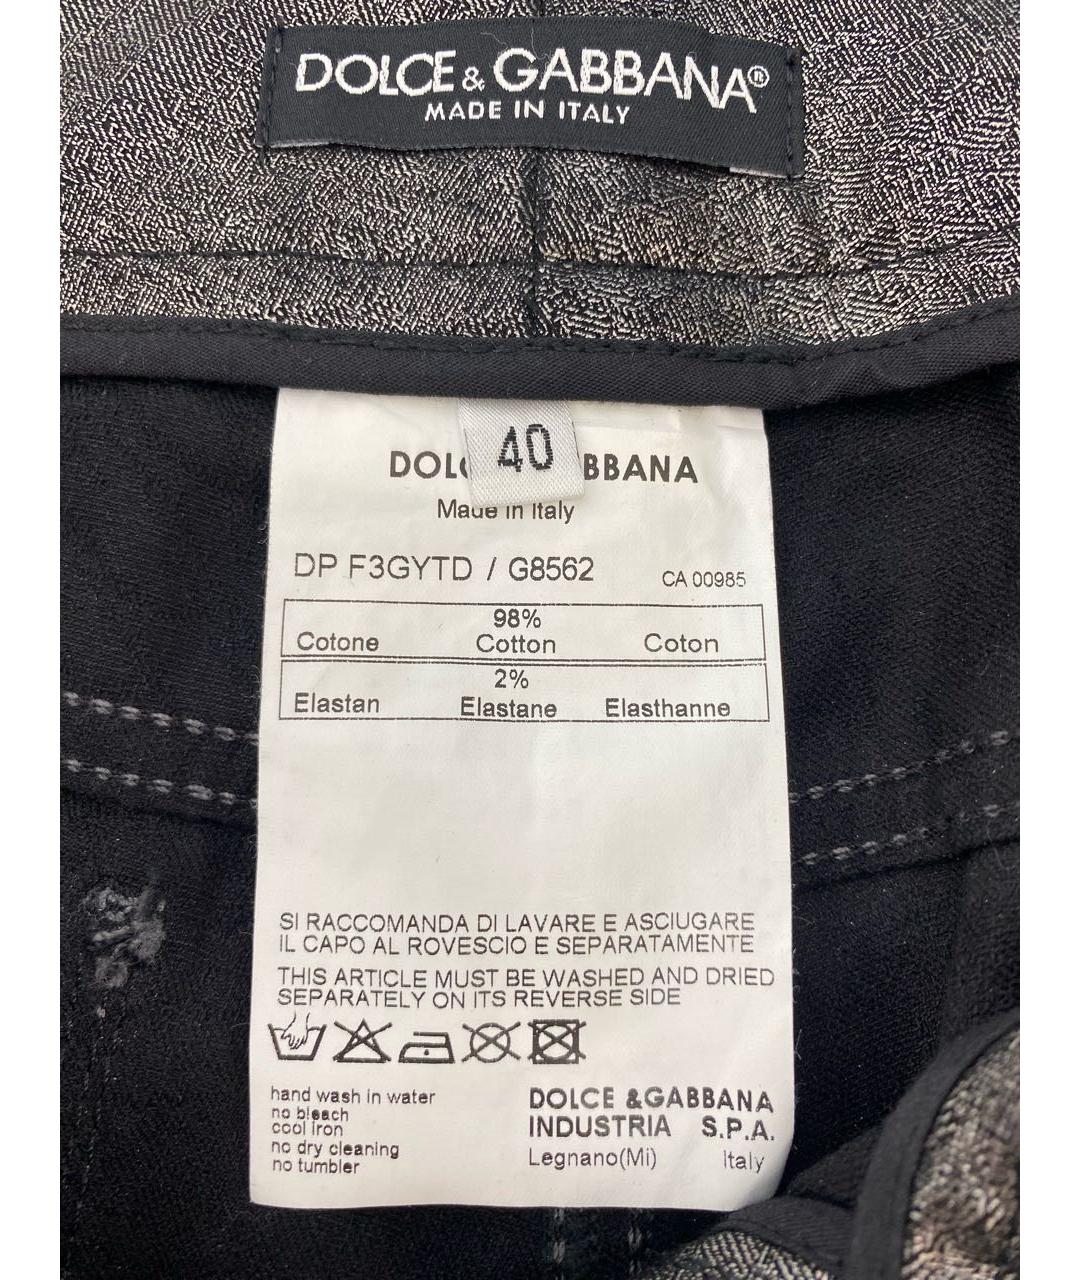 DOLCE & GABBANA®
MADE IN ITALY
40
DOL BBANA
Made in Italy
DP F3GYTD / G8562 CA 00985
98%
Cotone Cotton Coton
2%
Elastan Elastane Elasthanne
SI RACCOMANDA DI LAVARE E ASCIUGARE
IL CAPO AL ROVESCIO E SEPARATAMENTE
THIS ARTICLE MUST BE WASHED AND DRIED
SEPARATELY ON ITS REVERSE SIDE
hand wash in water
no bleach
cool iron
no dry cleaning
no tumbler
DOLCE &GABBANA
INDUSTRIA S.P.A.
Legnano(Mi) Italy